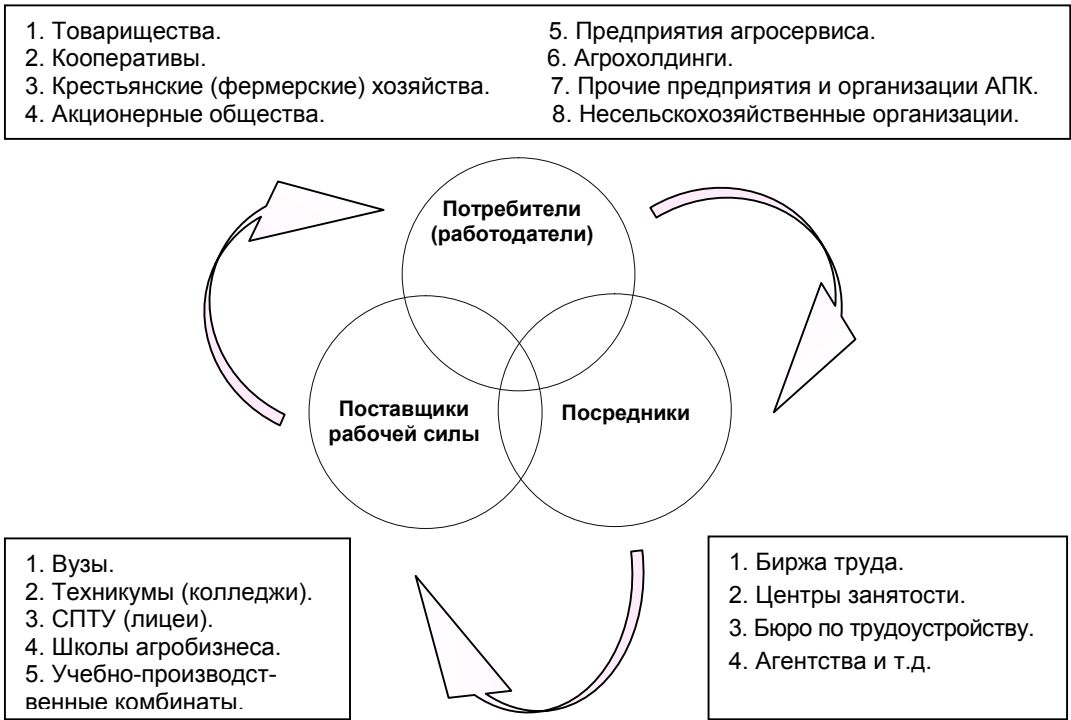 1. Товарищества.
2. Кооперативы.
3. Крестьянские (фермерские) хозяйства.
4. Акционерные общества.
5. Предприятия агросервиса.
6. Агрохолдинги.
7. Прочие предприятия и организации АПК.
8. Несельскохозяйственные организации.
Потребители
(работодатели)
Поставщики
рабочей силы
Посредники
1. Вузы.
2. Техникумы (колледжи).
3. СПТУ (лицеи).
4. Школы агробизнеса.
5. Учебно-производст-
венные комбинаты.
1. Биржа труда.
2. Центры занятости.
3. Бюро по трудоустройству.
4. Агентства и т.д.